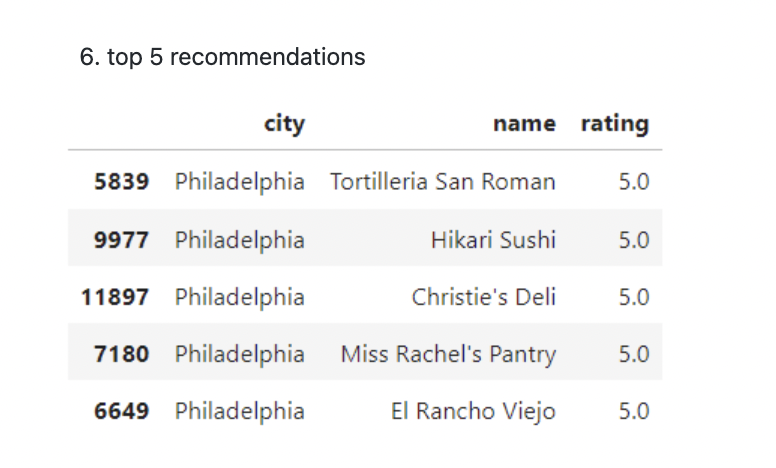 6. top 5 recommendations
city name rating
5839 Philadelphia Tortilleria San Roman 5.0
9977 Philadelphia Hikari Sushi 5.0
11897 Philadelphia Christie's Deli 5.0
7180 Philadelphia Miss Rachel's Pantry 5.0
6649 Philadelphia El Rancho Viejo 5.0